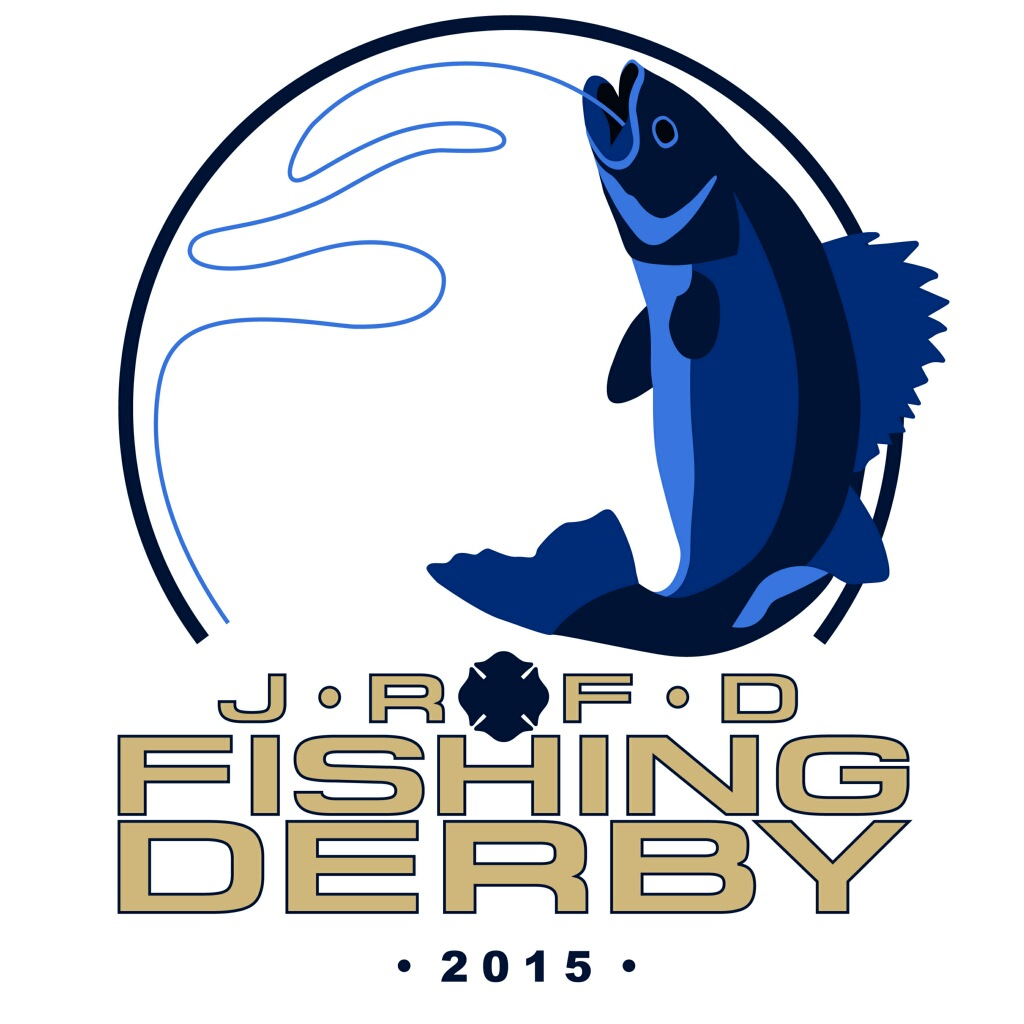 J • R F • D
FISHING
DERBY
• 2015 •